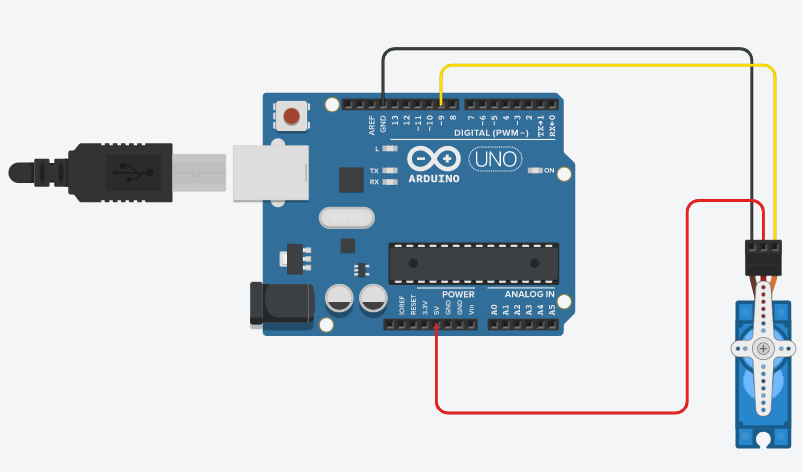 AREF
GND
13
12
~11
~10
~9
8
7
~6
~5
4
~3
2
TX→1
RX←0
DIGITAL (PWM ~)
L
TX
RX
UNO
ARDUINO
ON
POWER
ANALOG IN
IOREF
RESET
3.3V
5V
GND
GND
Vin
A0
A1
A2
A3
A4
A5